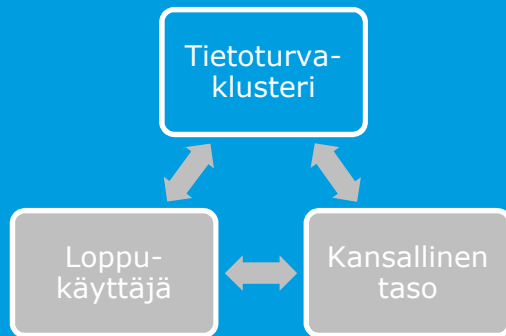 Tietoturva-
klusteri
Loppu-
käyttäjä
Kansallinen
taso